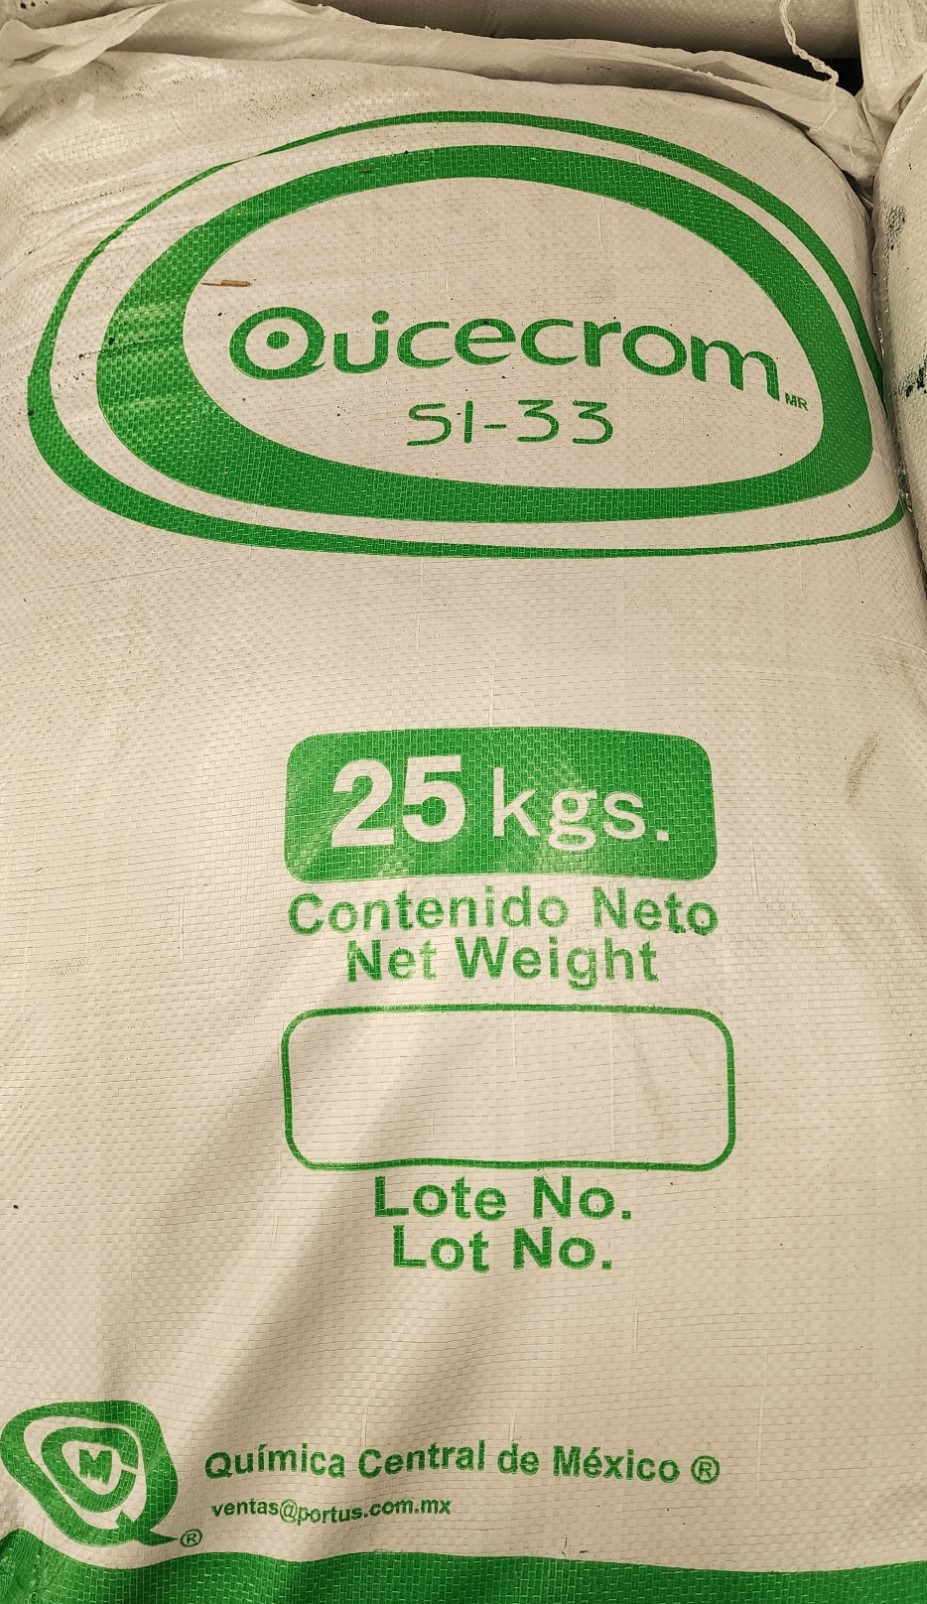 Quicecrom MR
SI-33
25 kgs.
Contenido Neto
Net Weight
Lote No.
Lot No.
Química Central de México ®
ventas@portus.com.mx
®